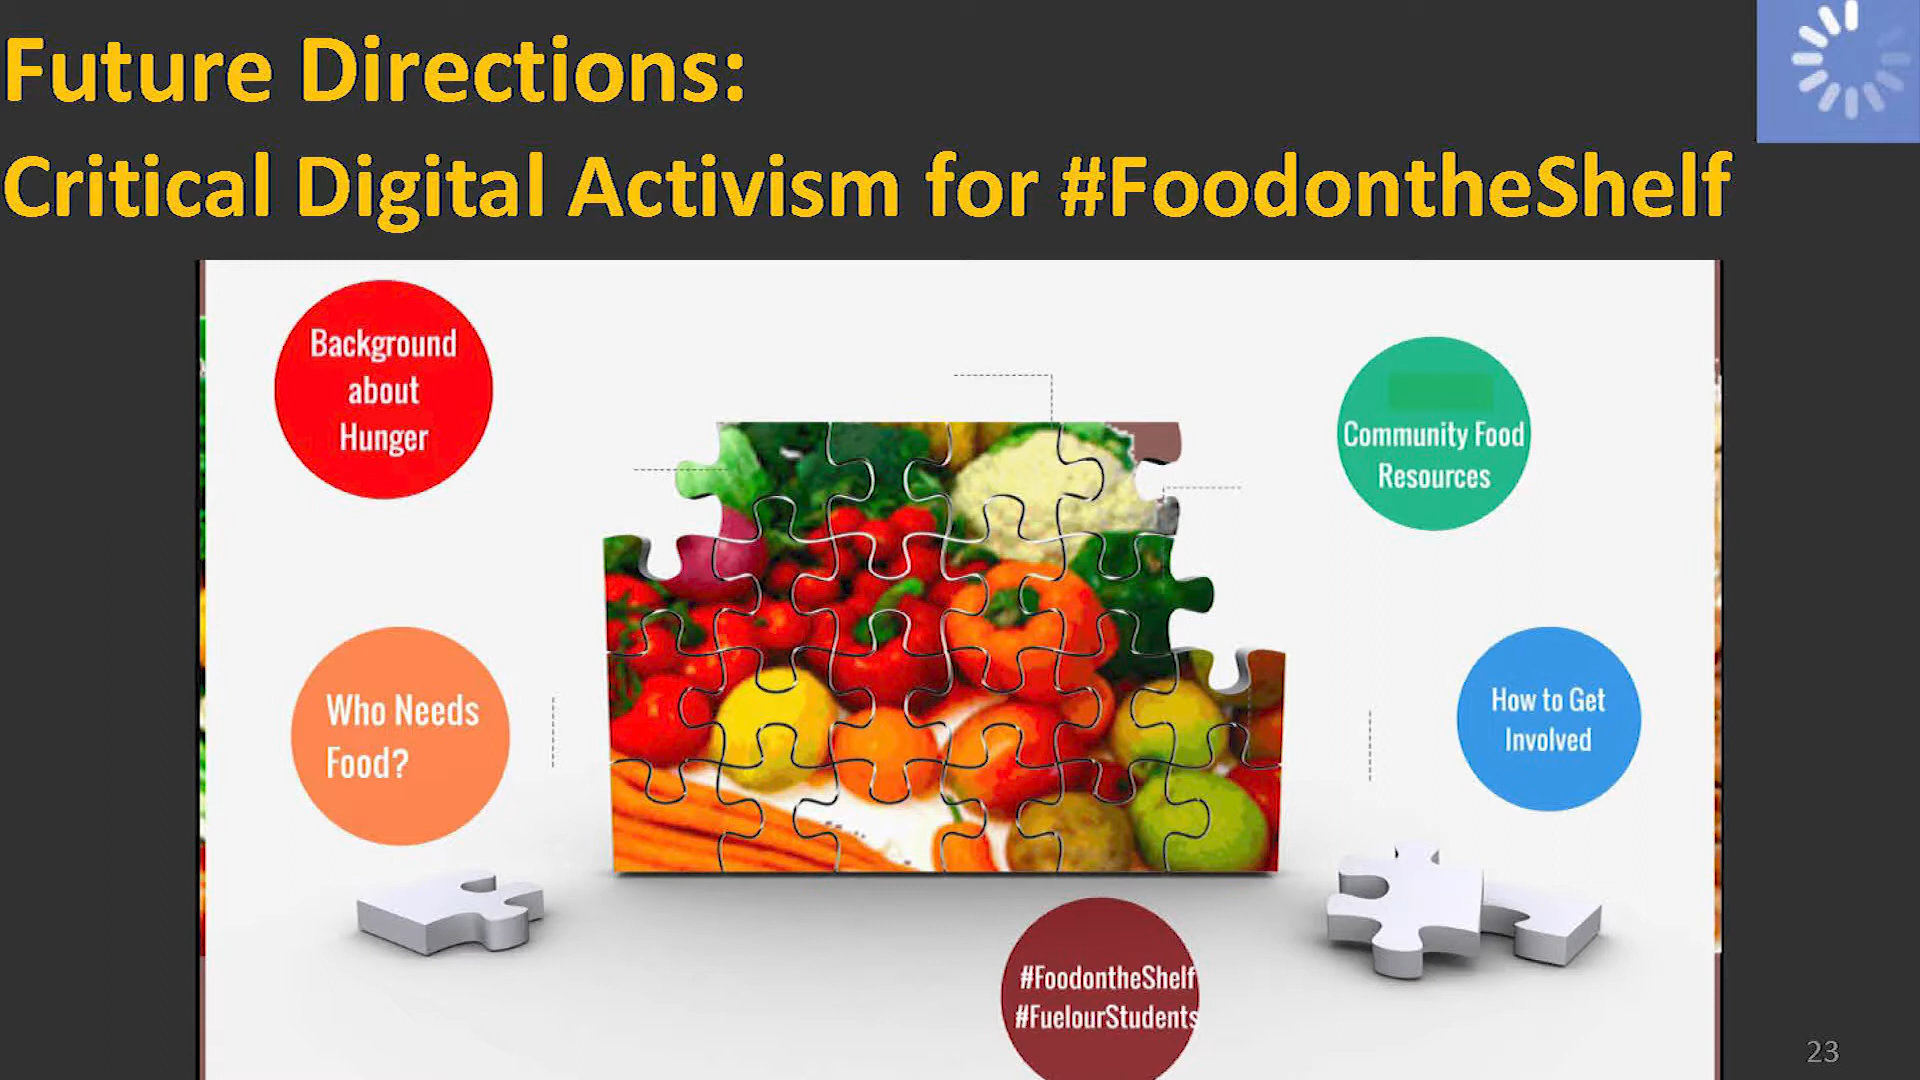 Future Directions:
Critical Digital Activism for #FoodontheShelf
Background
about
Hunger
Community Food
Resources
Who Needs
Food?
How to Get
Involved
#FoodontheShelf
#FuelourStudents
23